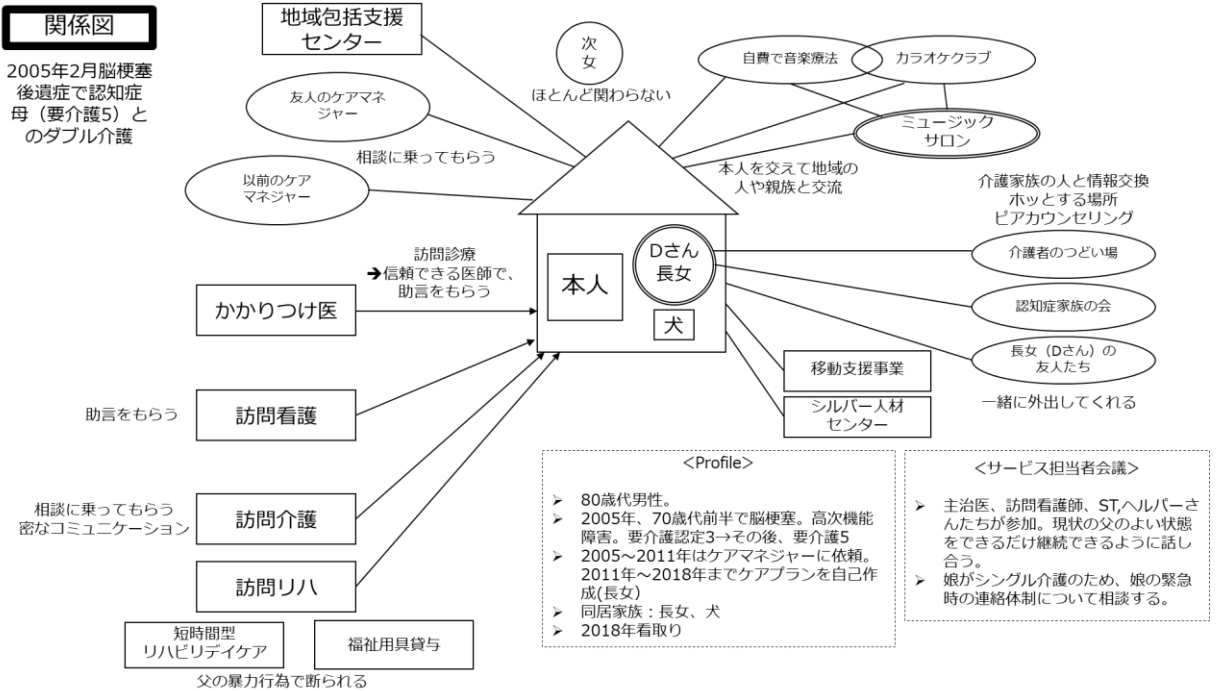 関係図
2005年2月脳梗塞
後遺症で認知症
母（要介護5）と
のダブル介護
地域包括支援
センター
友人のケアマネ
ジャー
相談に乗ってもらう
以前のケア
マネジャー
次
女
ほとんど関わらない
自費で音楽療法
カラオケクラブ
ミュージック
サロン
本人を交えて地域の
人や親族と交流
介護家族の人と情報交換
ホッとする場所
ピアカウンセリング
介護者のつどい場
認知症家族の会
長女（Dさん）の
友人たち
一緒に外出してくれる
訪問診療
➔信頼できる医師で、
助言をもらう
本人
Dさん
長女
犬
かかりつけ医
訪問看護
助言をもらう
相談に乗ってもらう
密なコミュニケーション
訪問介護
訪問リハ
短時間型
リハビリデイケア
福祉用具貸与
父の暴力行為で断られる
移動支援事業
シルバー人材
センター
<Profile>
➢ 80歳代男性。
➢ 2005年、70歳代前半で脳梗塞。高次機能
障害。要介護認定3→その後、要介護5
➢ 2005～2011年はケアマネジャーに依頼。
2011年～2018年までケアプランを自己作
成(長女）
➢ 同居家族：長女、犬
➢ 2018年看取り
<サービス担当者会議>
➢ 主治医、訪問看護師、ST,ヘルパーさ
んたちが参加。現状の父のよい状態
をできるだけ継続できるように話し
合う。
➢ 娘がシングル介護のため、娘の緊急
時の連絡体制について相談する。